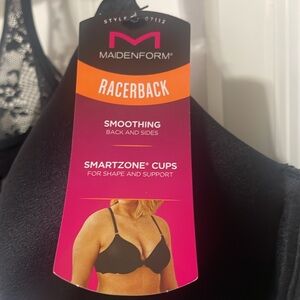 STYLE 07112
MAIDENFORM®
RACERBACK
SMOOTHING
BACK AND SIDES
SMARTZONE® CUPS
FOR SHAPE AND SUPPORT